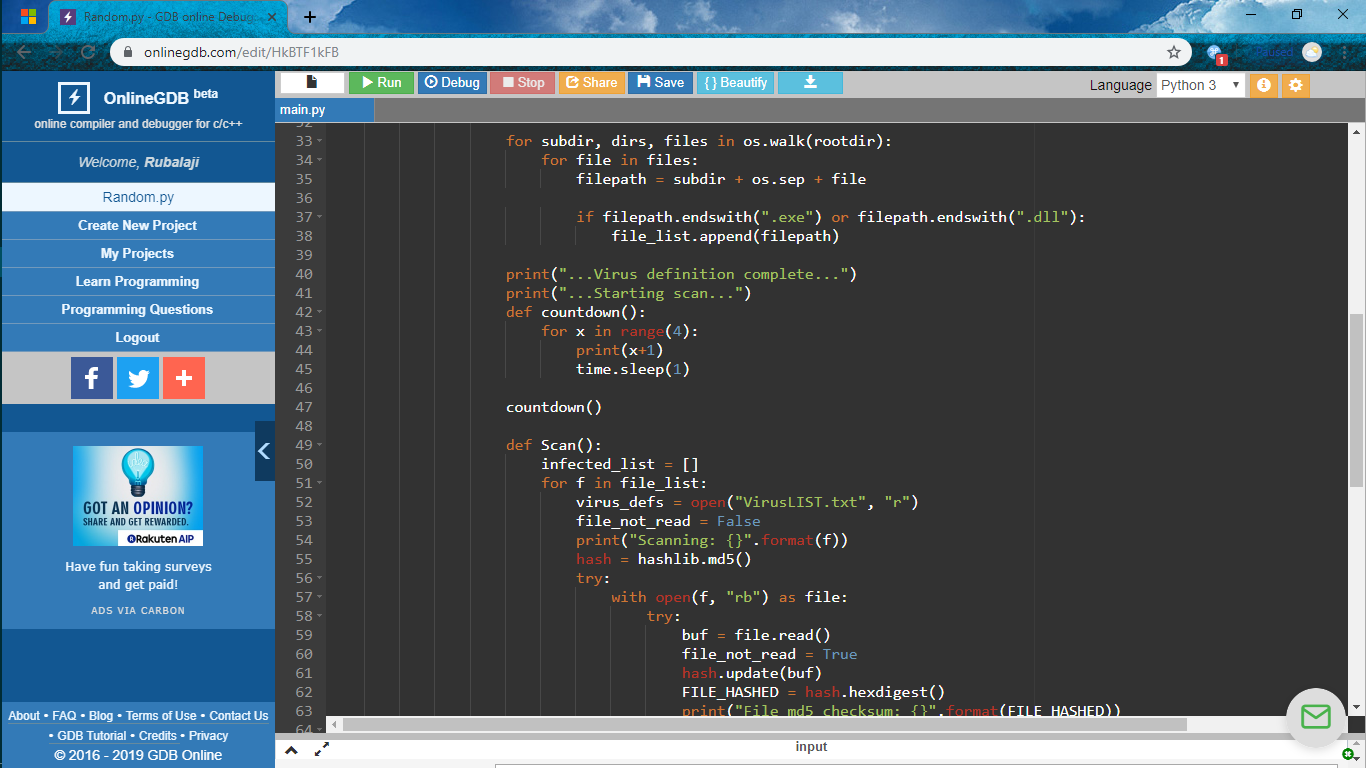 Random.py - GDB online Debug
onlinegdb.com/edit/HkBTF1kFB
1
OnlineGDB beta
online compiler and debugger for c/c++
Welcome, Rubalaji
Random.py
Create New Project
My Projects
Learn Programming
Programming Questions
Logout
GOT AN OPINION?
SHARE AND GET REWARDED.
Rakuten AIP
Have fun taking surveys
and get paid!
ADS VIA CARBON
About • FAQ • Blog • Terms of Use • Contact Us
• GDB Tutorial • Credits • Privacy
© 2016 - 2019 GDB Online
Run Debug Stop Share Save { } Beautify
Language Python 3
main.py
32
33 for subdir, dirs, files in os.walk(rootdir):
34 for file in files:
35 filepath = subdir + os.sep + file
36
37 if filepath.endswith(".exe") or filepath.endswith(".dll"):
38 file_list.append(filepath)
39
40 print("...Virus definition complete...")
41 print("...Starting scan...")
42 def countdown():
43 for x in range(4):
44 print(x+1)
45 time.sleep(1)
46
47 countdown()
48
49 def Scan():
50 infected_list = []
51 for f in file_list:
52 virus_defs = open("VirusLIST.txt", "r")
53 file_not_read = False
54 print("Scanning: {}".format(f))
55 hash = hashlib.md5()
56 try:
57 with open(f, "rb") as file:
58 try:
59 buf = file.read()
60 file_not_read = True
61 hash.update(buf)
62 FILE_HASHED = hash.hexdigest()
63 print("File md5 checksum: {}".format(FILE_HASHED))
64
input